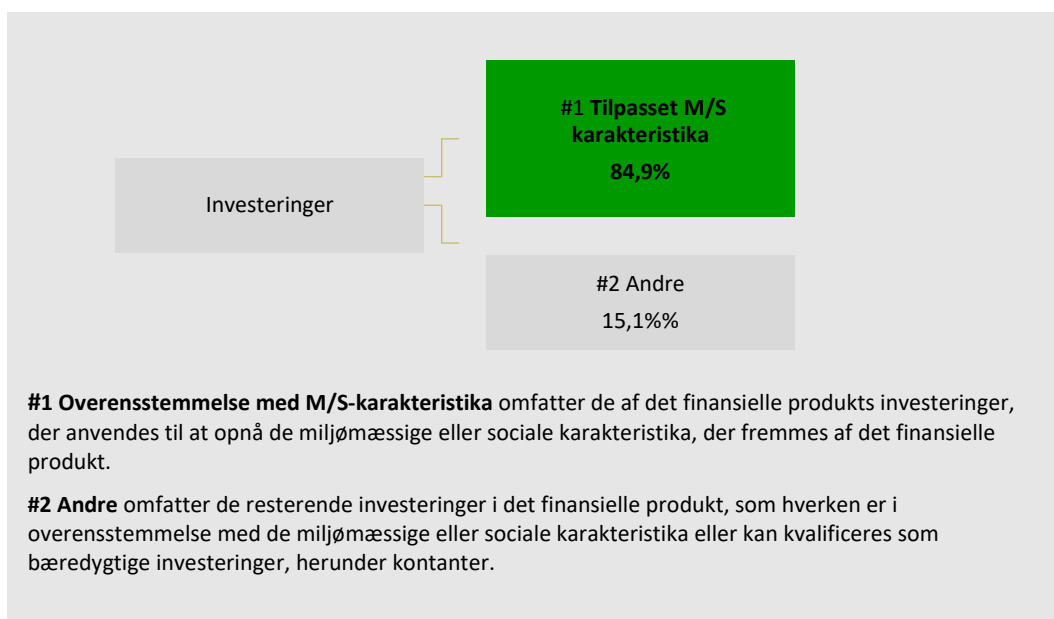 #1 Tilpasset M/S
karakteristika
84,9%
Investeringer
#2 Andre
15,1%%
#1 Overensstemmelse med M/S-karakteristika omfatter de af det finansielle produkts investeringer,
der anvendes til at opnå de miljømæssige eller sociale karakteristika, der fremmes af det finansielle
produkt.
#2 Andre omfatter de resterende investeringer i det finansielle produkt, som hverken er i
overensstemmelse med de miljømæssige eller sociale karakteristika eller kan kvalificeres som
bæredygtige investeringer, herunder kontanter.